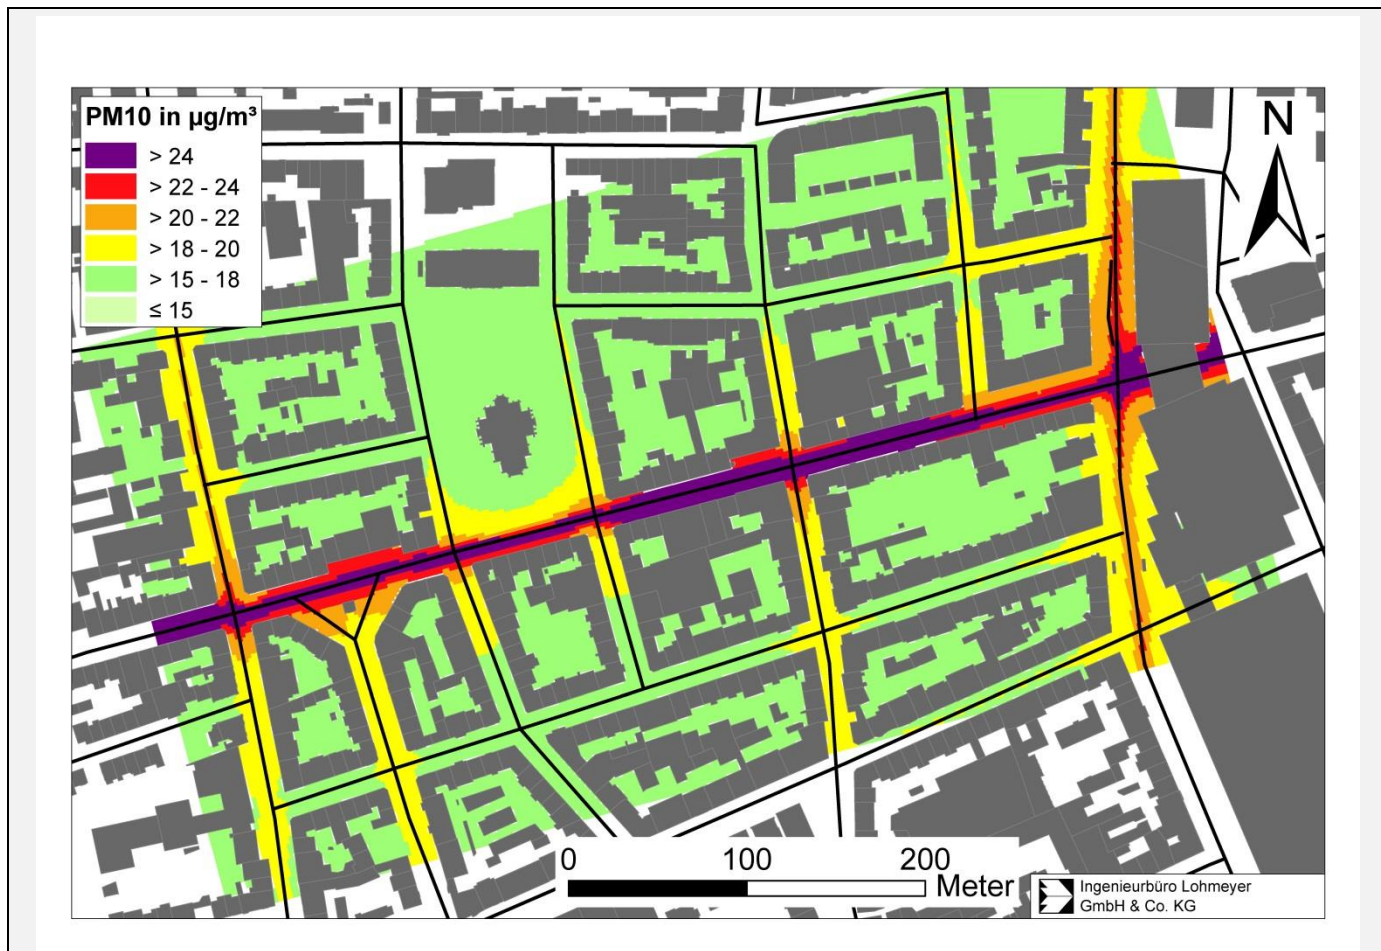 PM10 in µg/m³
> 24
> 22 - 24
> 20 - 22
> 18 - 20
> 15 - 18
≤ 15
N
0 100 200
Meter
Ingenieurbüro Lohmeyer
GmbH & Co. KG